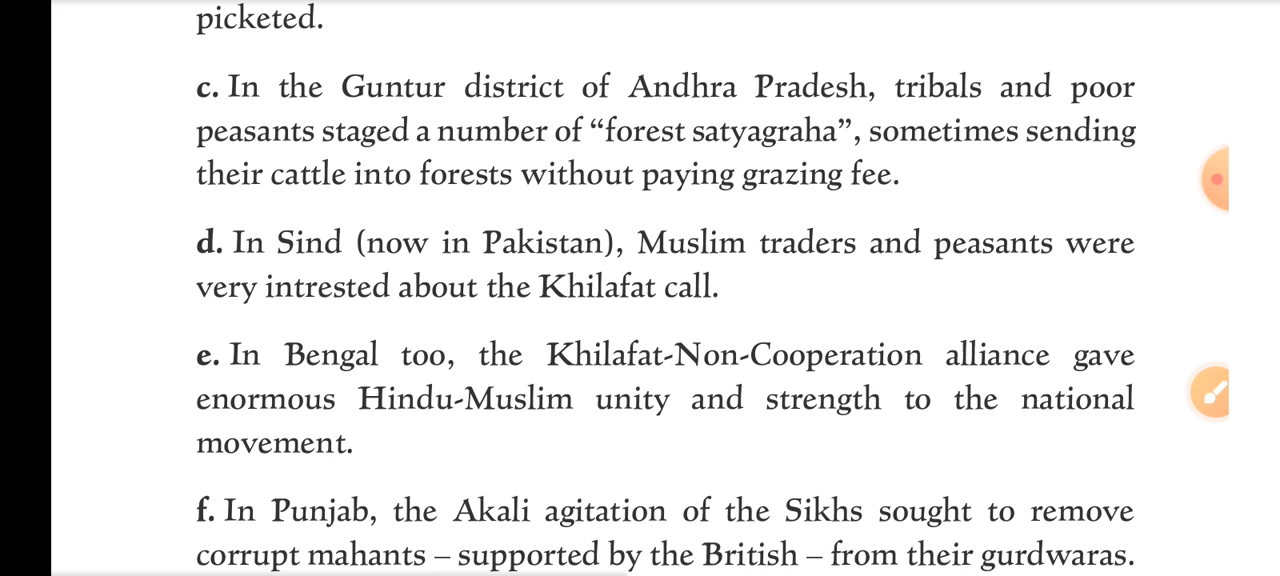 picketed.
c. In the Guntur district of Andhra Pradesh, tribals and poor
peasants staged a number of “forest satyagraha”, sometimes sending
their cattle into forests without paying grazing fee.
d. In Sind (now in Pakistan), Muslim traders and peasants were
very intrested about the Khilafat call.
e. In Bengal too, the Khilafat-Non-Cooperation alliance gave
enormous Hindu-Muslim unity and strength to the national
movement.
f. In Punjab, the Akali agitation of the Sikhs sought to remove
corrupt mahants – supported by the British – from their gurdwaras.